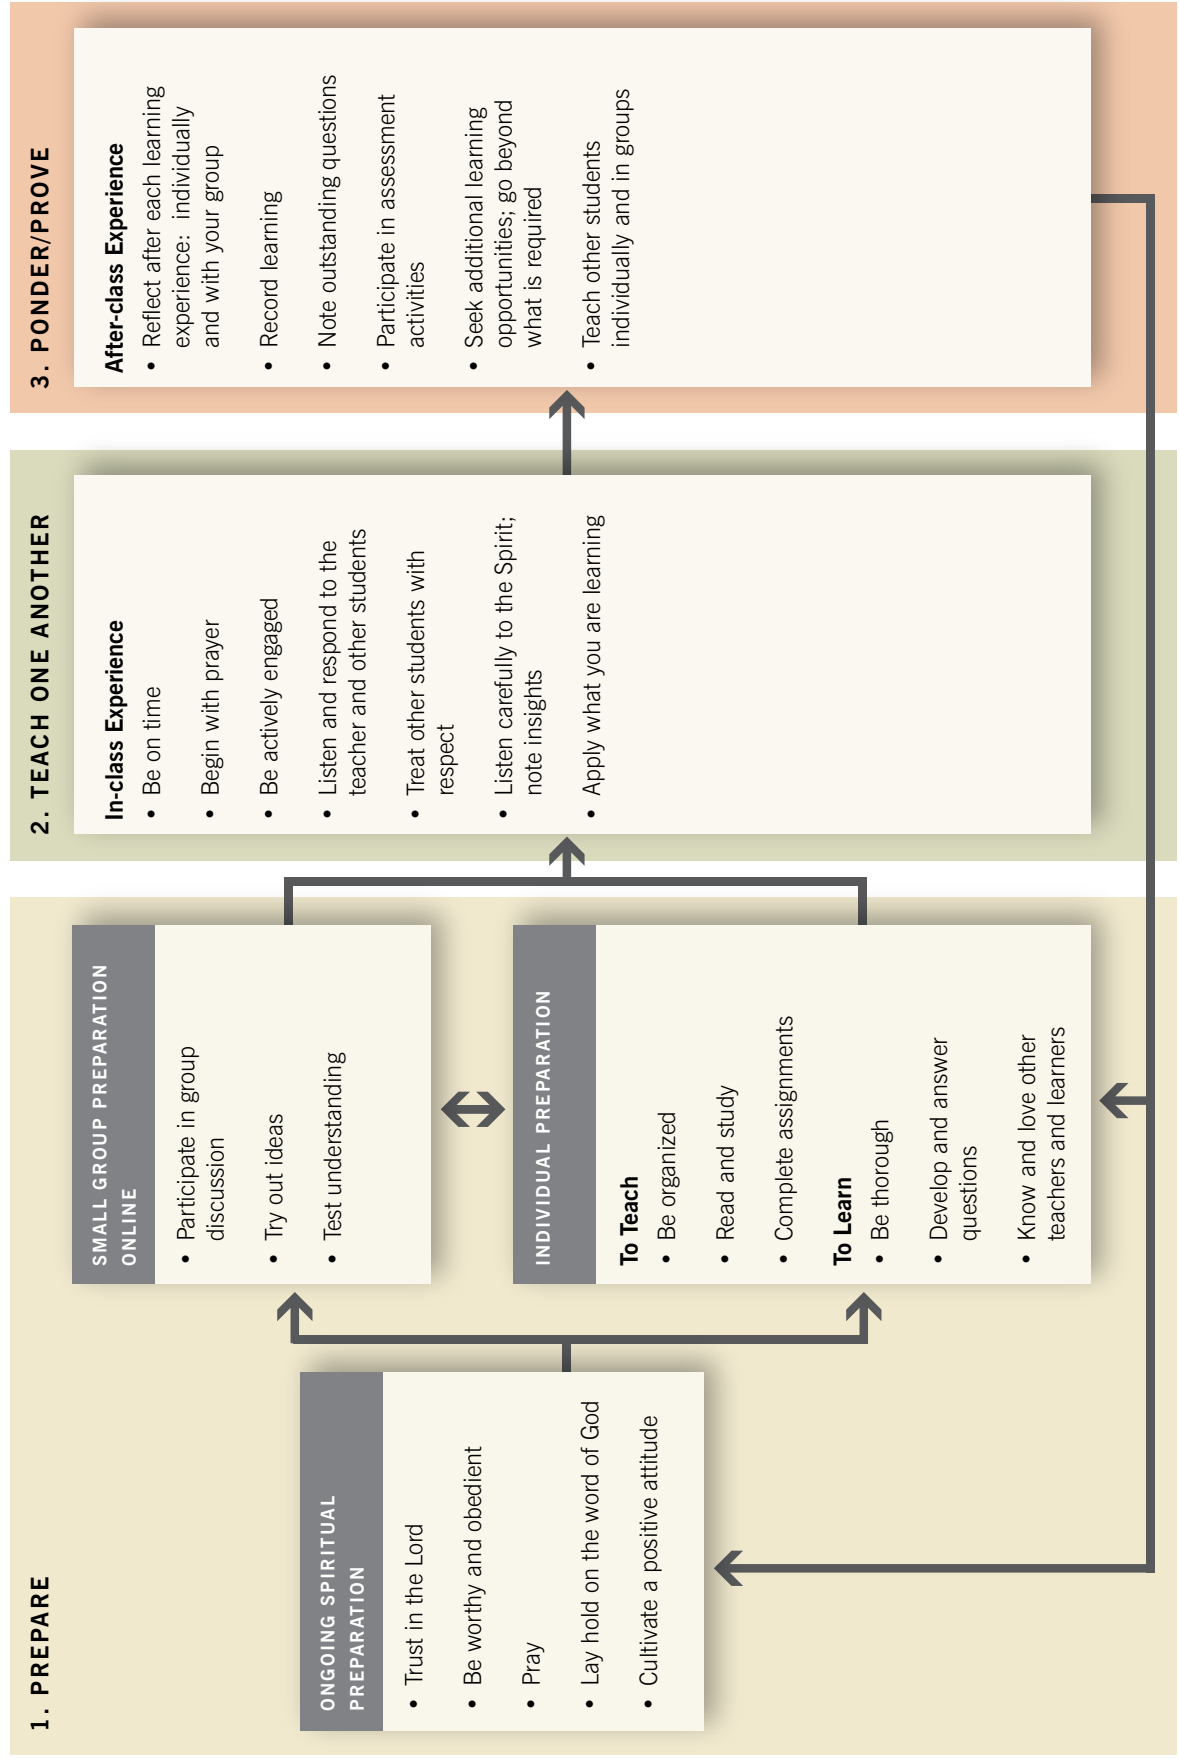 1. PREPARE
ONGOING SPIRITUAL
PREPARATION
• Trust in the Lord
• Be worthy and obedient
• Pray
• Lay hold on the word of God
• Cultivate a positive attitude
SMALL GROUP PREPARATION
ONLINE
• Participate in group
discussion
• Try out ideas
• Test understanding
INDIVIDUAL PREPARATION
To Teach
• Be organized
• Read and study
• Complete assignments
To Learn
• Be thorough
• Develop and answer
questions
• Know and love other
teachers and learners
2. TEACH ONE ANOTHER
In-class Experience
• Be on time
• Begin with prayer
• Be actively engaged
• Listen and respond to the
teacher and other students
• Treat other students with
respect
• Listen carefully to the Spirit;
note insights
• Apply what you are learning
3. PONDER/PROVE
After-class Experience
• Reflect after each learning
experience: individually
and with your group
• Record learning
• Note outstanding questions
• Participate in assessment
activities
• Seek additional learning
opportunities; go beyond
what is required
• Teach other students
individually and in groups